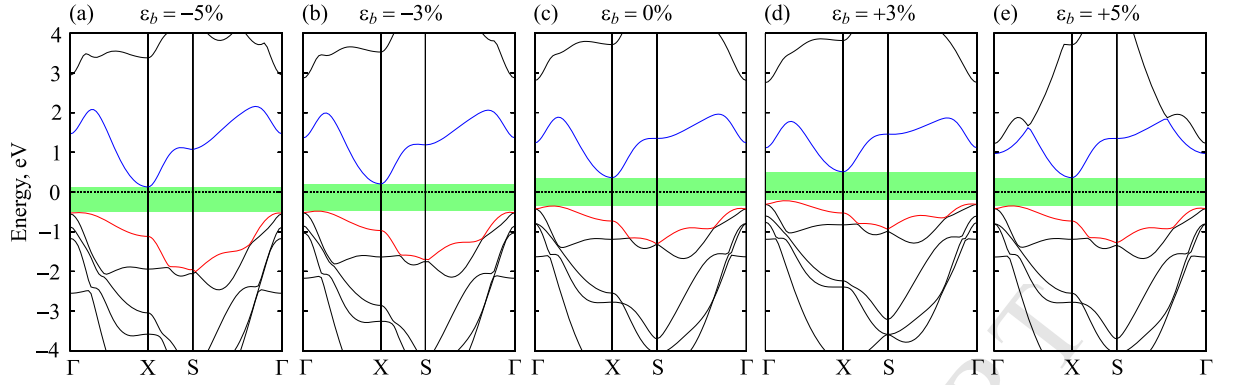 (a) ε_b = −5%
(b) ε_b = −3%
(c) ε_b = 0%
(d) ε_b = +3%
(e) ε_b = +5%
Energy, eV
4
3
2
1
0
−1
−2
−3
−4
Γ X S Γ
Γ X S Γ
Γ X S Γ
Γ X S Γ
Γ X S Γ
P T